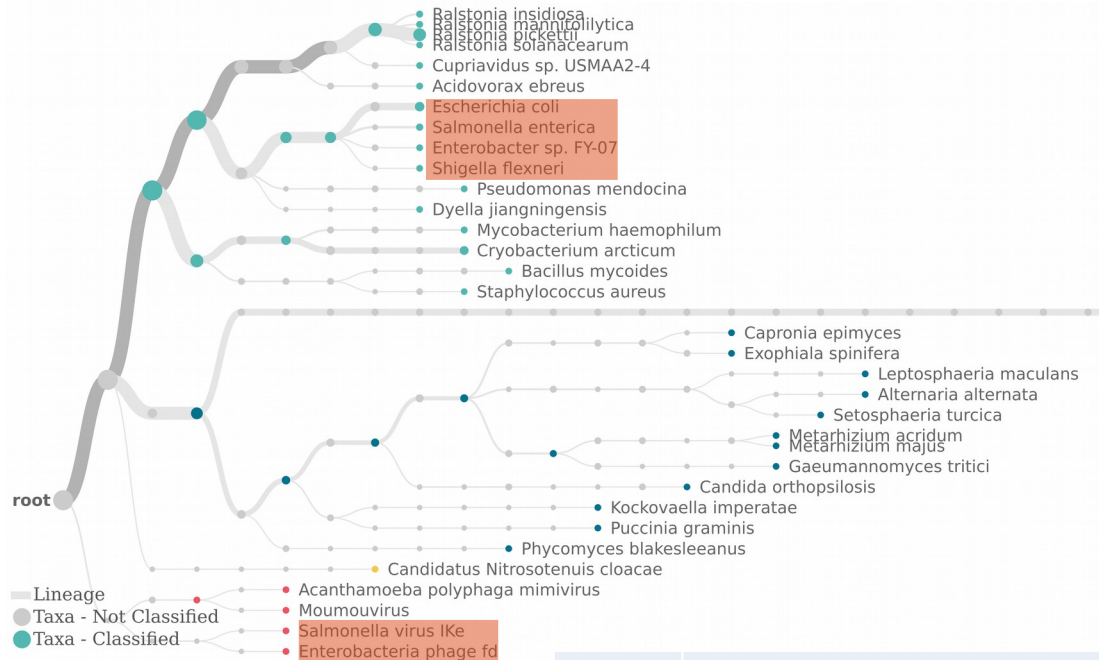 Ralstonia insidiosa
Ralstonia mannitolilytica
Ralstonia pickettii
Ralstonia solanacearum
Cupriavidus sp. USMAA2-4
Acidovorax ebreus
Escherichia coli
Salmonella enterica
Enterobacter sp. FY-07
Shigella flexneri
Pseudomonas mendocina
Dyella jiangningensis
Mycobacterium haemophilum
Cryobacterium arcticum
Bacillus mycoides
Staphylococcus aureus
Capronia epimyces
Exophiala spinifera
Leptosphaeria maculans
Alternaria alternata
Setosphaeria turcica
Metarhizium acridum
Metarhizium majus
Gaeumannomyces tritici
Candida orthopsilosis
root
Kockovaella imperatae
Puccinia graminis
Phycomyces blakesleeanus
Candidatus Nitrosotenuis cloacae
Acanthamoeba polyphaga mimivirus
Moumouvirus
Salmonella virus IKe
Enterobacteria phage fd
Lineage
Taxa - Not Classified
Taxa - Classified